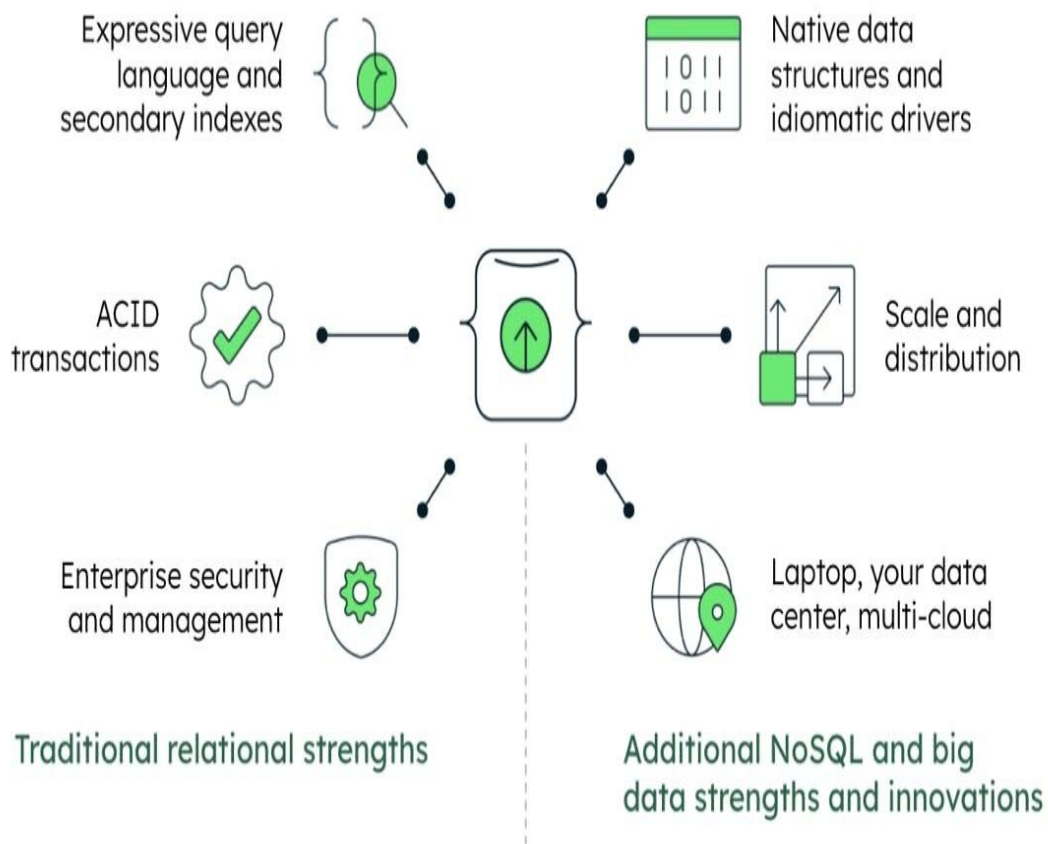 Expressive query
language and
secondary indexes
Native data
structures and
idiomatic drivers
1011
1011
ACID
transactions
Scale and
distribution
Enterprise security
and management
Laptop, your data
center, multi-cloud
Traditional relational strengths
Additional NoSQL and big
data strengths and innovations